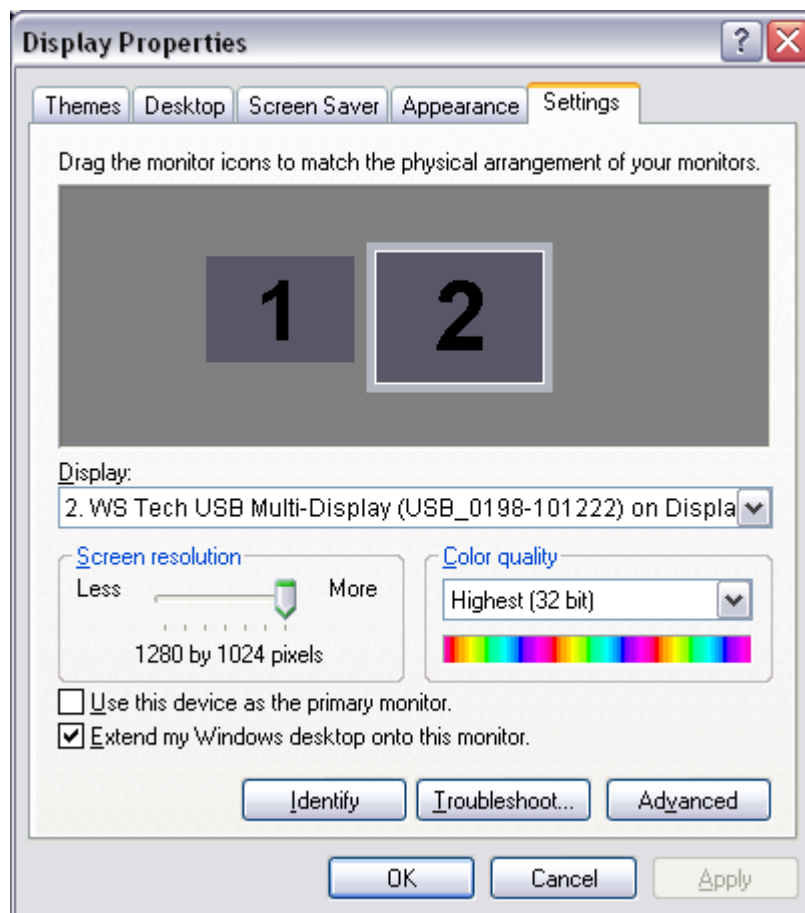 Display Properties
Themes Desktop Screen Saver Appearance Settings
Drag the monitor icons to match the physical arrangement of your monitors.
1 2
Display:
2. WS Tech USB Multi-Display (USB_0198-101222) on Displa
Screen resolution
Less More
1280 by 1024 pixels
Color quality
Highest (32 bit)
Use this device as the primary monitor.
Extend my Windows desktop onto this monitor.
Identify Troubleshoot... Advanced
OK Cancel Apply